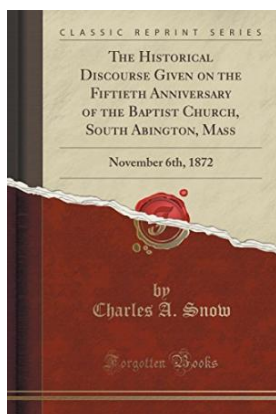 CLASSIC REPRINT SERIES
THE HISTORICAL
DISCOURSE GIVEN ON THE
FIFTIETH ANNIVERSARY
OF THE BAPTIST CHURCH,
SOUTH ABINGTON, MASS
November 6th, 1872
by
Charles A. Snow
Forgotten Books